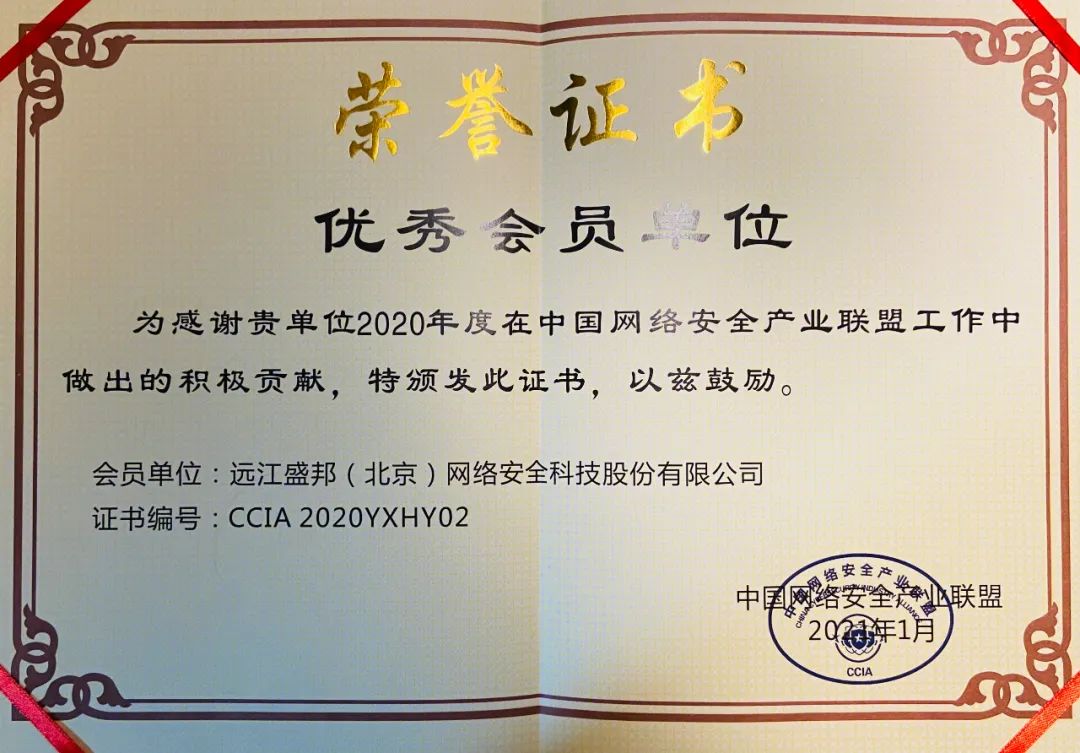 荣誉证书
优秀会员单位
为感谢贵单位2020年度在中国网络安全产业联盟工作中
做出的积极贡献，特颁发此证书，以兹鼓励。
会员单位：远江盛邦（北京）网络安全科技股份有限公司
证书编号：CCIA 2020YXHY02
中国网络安全产业联盟
2021年1月
中国网络安全产业联盟
CHINA CYBERSECURITY INDUSTRY ALLIANCE
CCIA